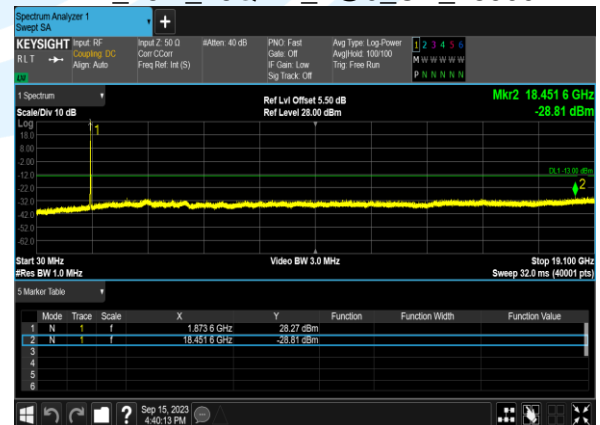 Spectrum Analyzer 1
Swept SA
+
KEYSIGHT
RLT
Input: RF
Coupling: DC
Align: Auto
Input Z: 50 Ω
Corr CCorr
Freq Ref: Int (S)
#Atten: 40 dB
PNO: Fast
Gate: Off
IF Gain: Low
Sig Track: Off
Avg Type: Log-Power
Avg|Hold: 100/100
Trig: Free Run
1 2 3 4 5 6
M W W W W W
P N N N N N
1 Spectrum
Scale/Div 10 dB
Ref Lvl Offset 5.50 dB
Ref Level 28.00 dBm
Mkr2 18.451 6 GHz
-28.81 dBm
Log
18.0
8.00
-2.00
-12.0
-22.0
-32.0
-42.0
-52.0
-62.0
1
DL1 -13.00 dBm
2
Start 30 MHz
#Res BW 1.0 MHz
Video BW 3.0 MHz
Stop 19.100 GHz
Sweep 32.0 ms (40001 pts)
5 Marker Table
Mode Trace Scale X Y Function Function Width Function Value
1 N 1 f 1.873 6 GHz 28.27 dBm
2 N 1 f 18.451 6 GHz -28.81 dBm
3
4
5
6
?
Sep 15, 2023
4:40:13 PM